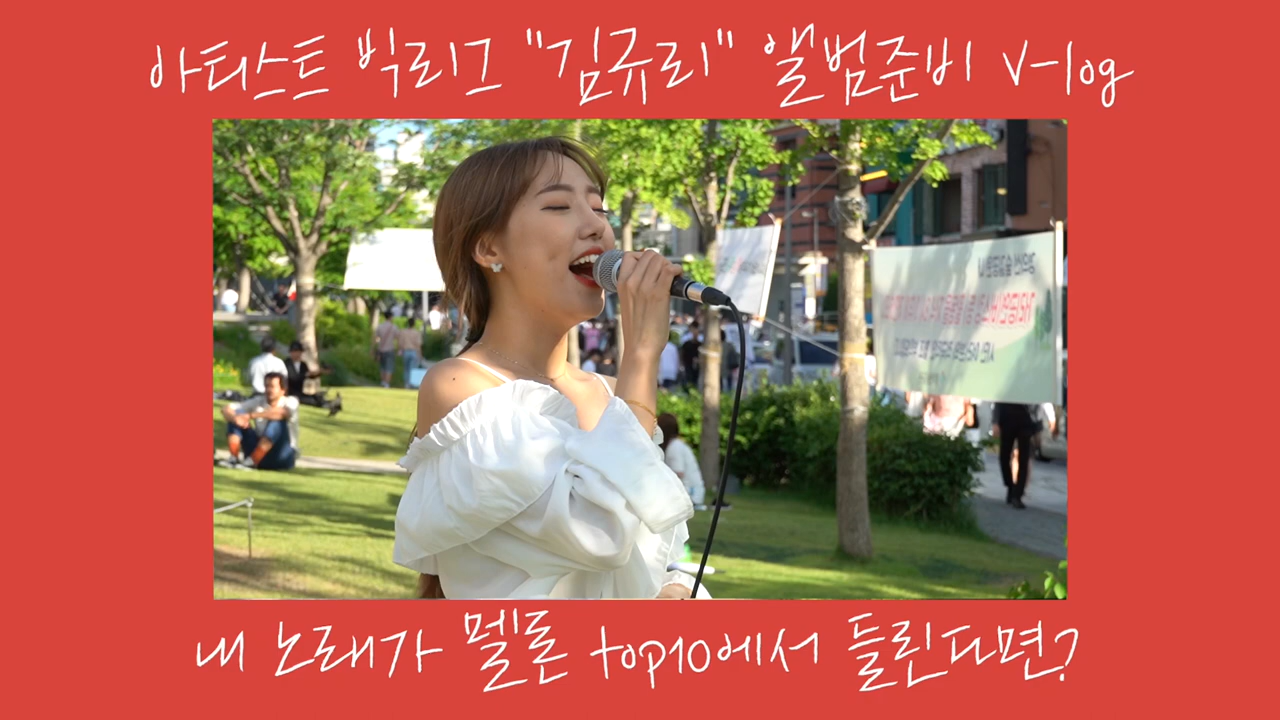 아티스트 빅리그 "김규리" 앨범준비 V-log
내 노래가 멜론 top10에서 들린다면?